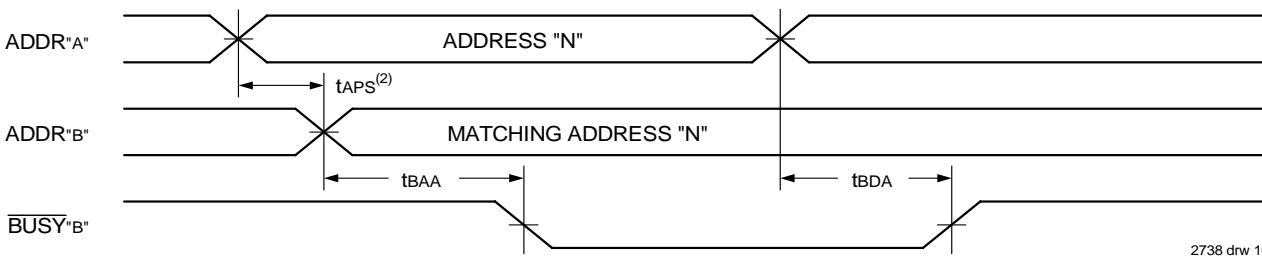 ADDR"A"
ADDRESS "N"
tAPS(2)
ADDR"B"
MATCHING ADDRESS "N"
tBAA
tBDA
BUSY"B"
2738 drw